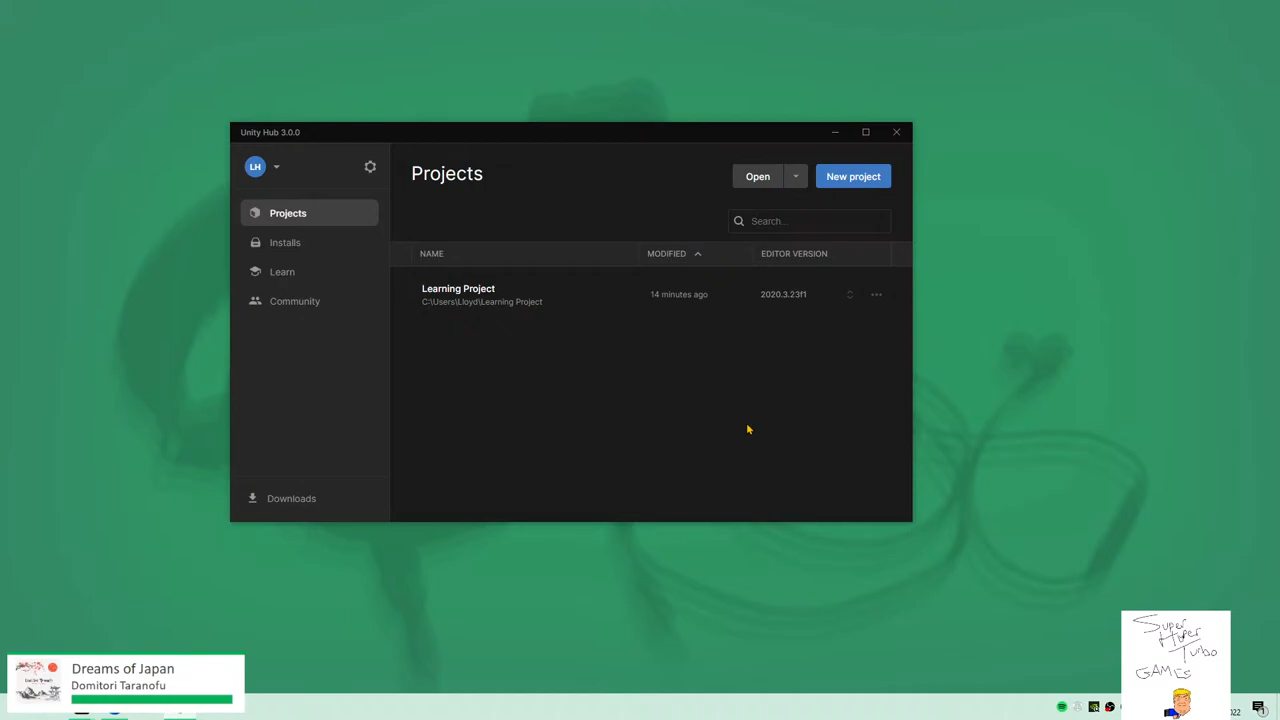 Unity Hub 3.0.0
LH
Projects
Open
New project
Projects
Search...
Installs
NAME
MODIFIED
EDITOR VERSION
Learn
Learning Project
14 minutes ago
2020.3.23f1
C:\Users\Lloyd\Learning Project
Community
Downloads
Super
Hyper
Turbo
GAMES
Dreams of Japan
Domitori Taranofu
2022
1